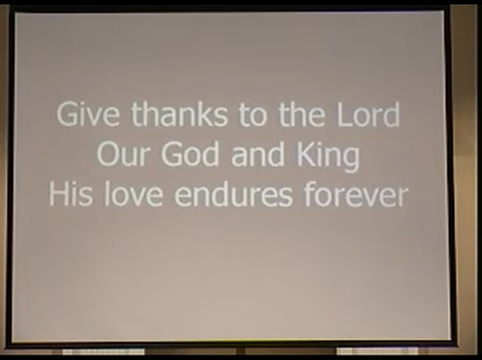 Give thanks to the Lord
Our God and King
His love endures forever